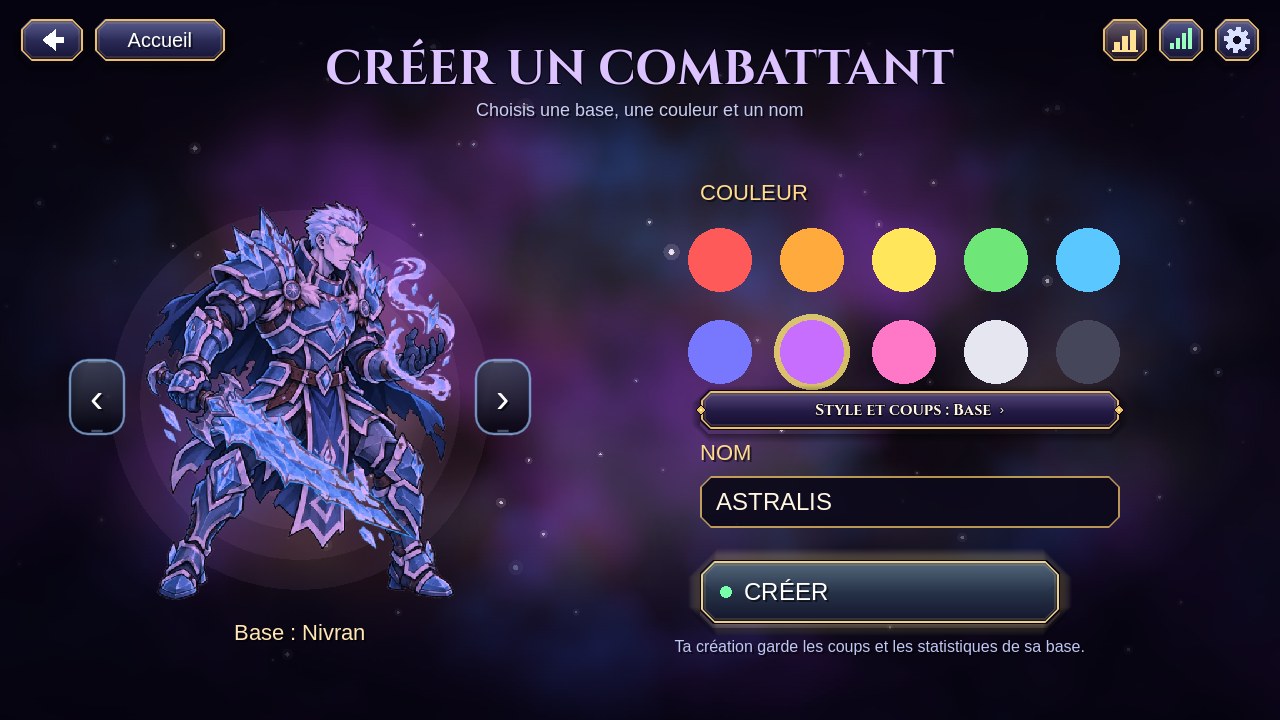 Accueil
CRÉER UN COMBATTANT
Choisis une base, une couleur et un nom
COULEUR
STYLE ET COUPS : BASE ›
NOM
ASTRALIS
‹
›
CRÉER
Base : Nivran
Ta création garde les coups et les statistiques de sa base.